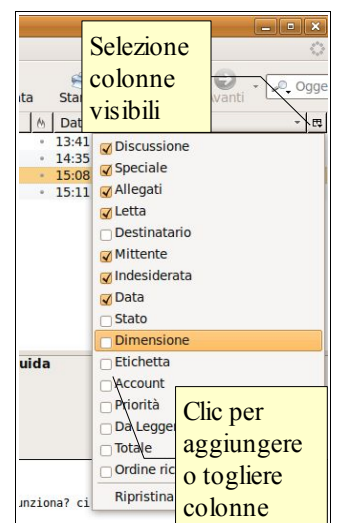 Selezione
colonne
visibili
ta Star
Avanti
Ogge
Dat
13:41
14:35
15:08
15:11
Discussione
Speciale
Allegati
Letta
Destinatario
Mittente
Indesiderata
Data
Stato
Dimensione
Etichetta
uida
Account
Priorità
Da Legger
Totale
Ordine ric
Ripristina
unziona? ci
Clic per
aggiungere
o togliere
colonne